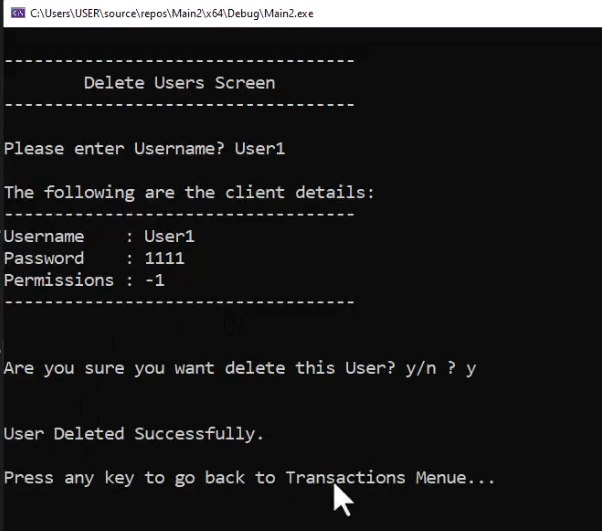 C:\Users\USER\source\repos\Main2\x64\Debug\Main2.exe
-----------------------------------
Delete Users Screen
-----------------------------------
Please enter Username? User1
The following are the client details:
-----------------------------------
Username    : User1
Password    : 1111
Permissions : -1
-----------------------------------
Are you sure you want delete this User? y/n ? y
User Deleted Successfully.
Press any key to go back to Transactions Menue...